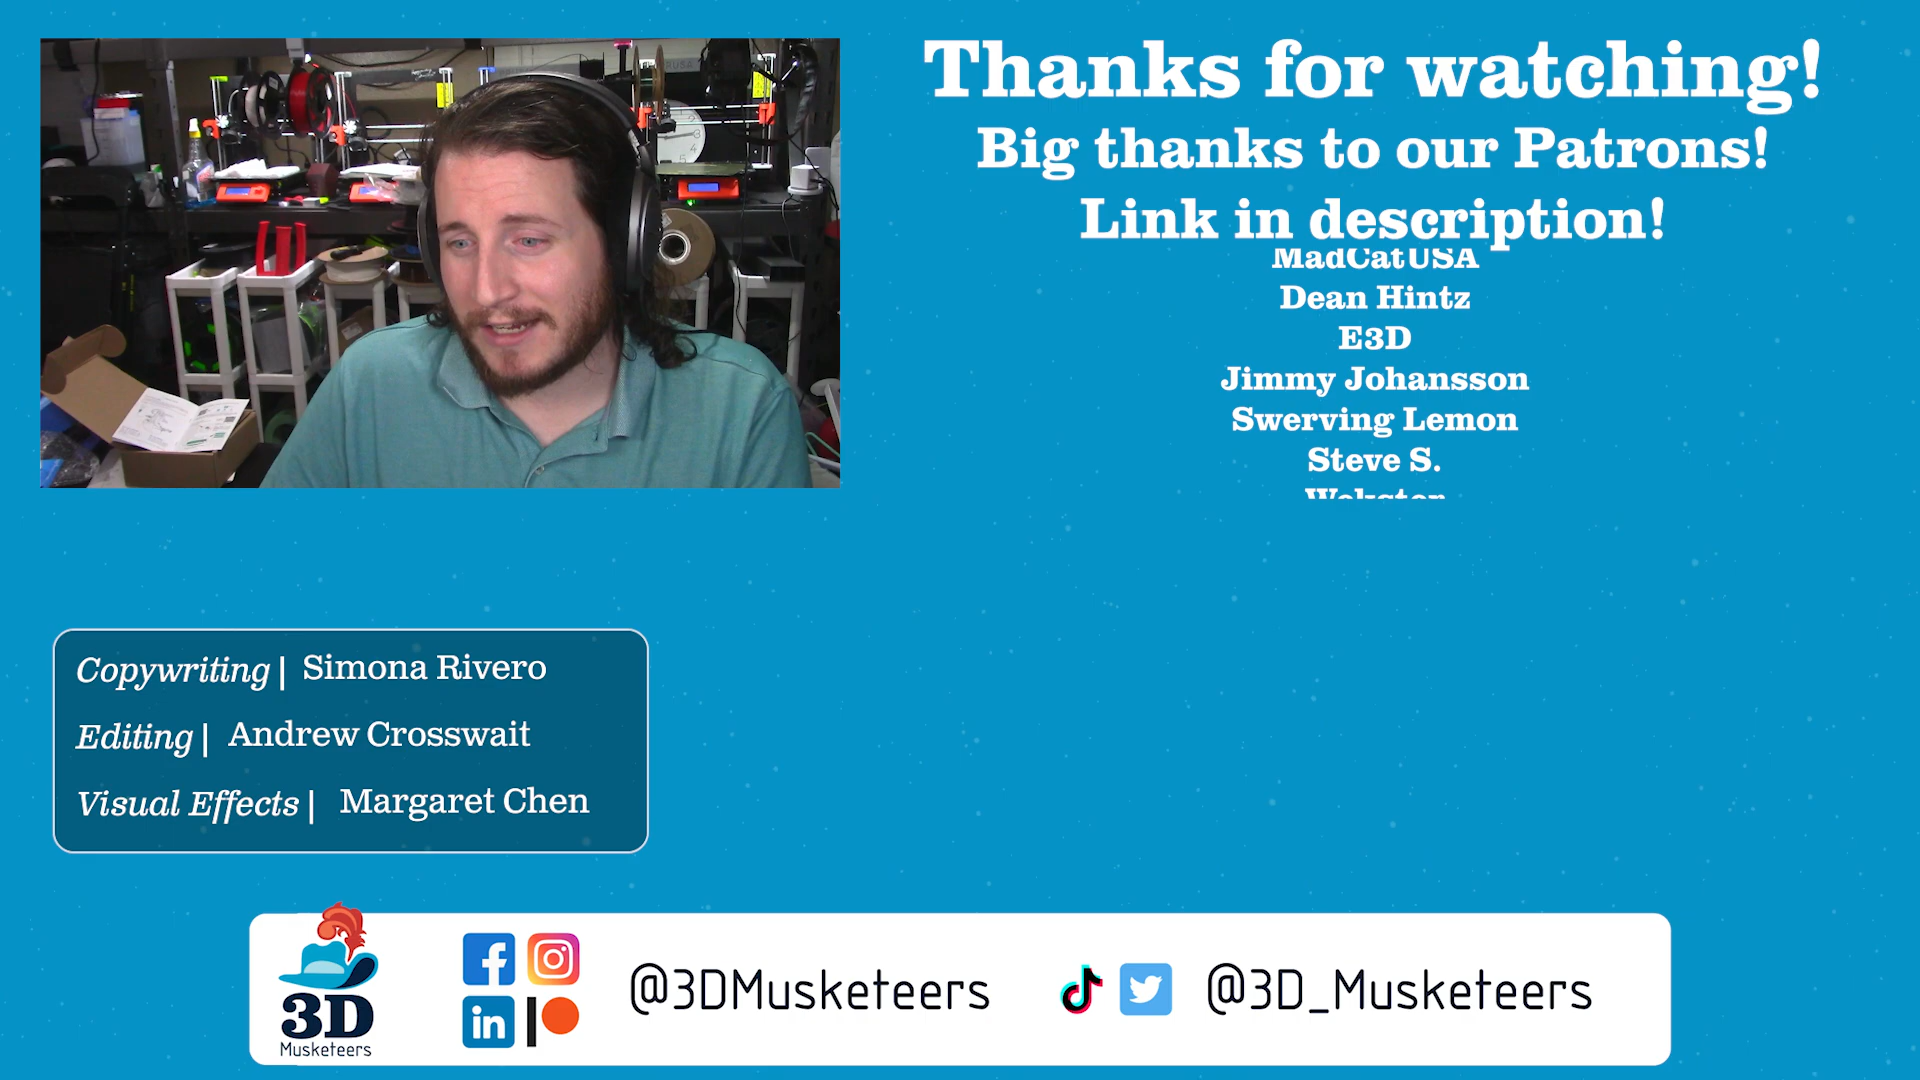 Thanks for watching!
Big thanks to our Patrons!
Link in description!
MadCatUSA
Dean Hintz
E3D
Jimmy Johansson
Swerving Lemon
Steve S.
Copywriting | Simona Rivero
Editing | Andrew Crosswait
Visual Effects | Margaret Chen
3D
Musketeers
@3DMusketeers
@3D_Musketeers